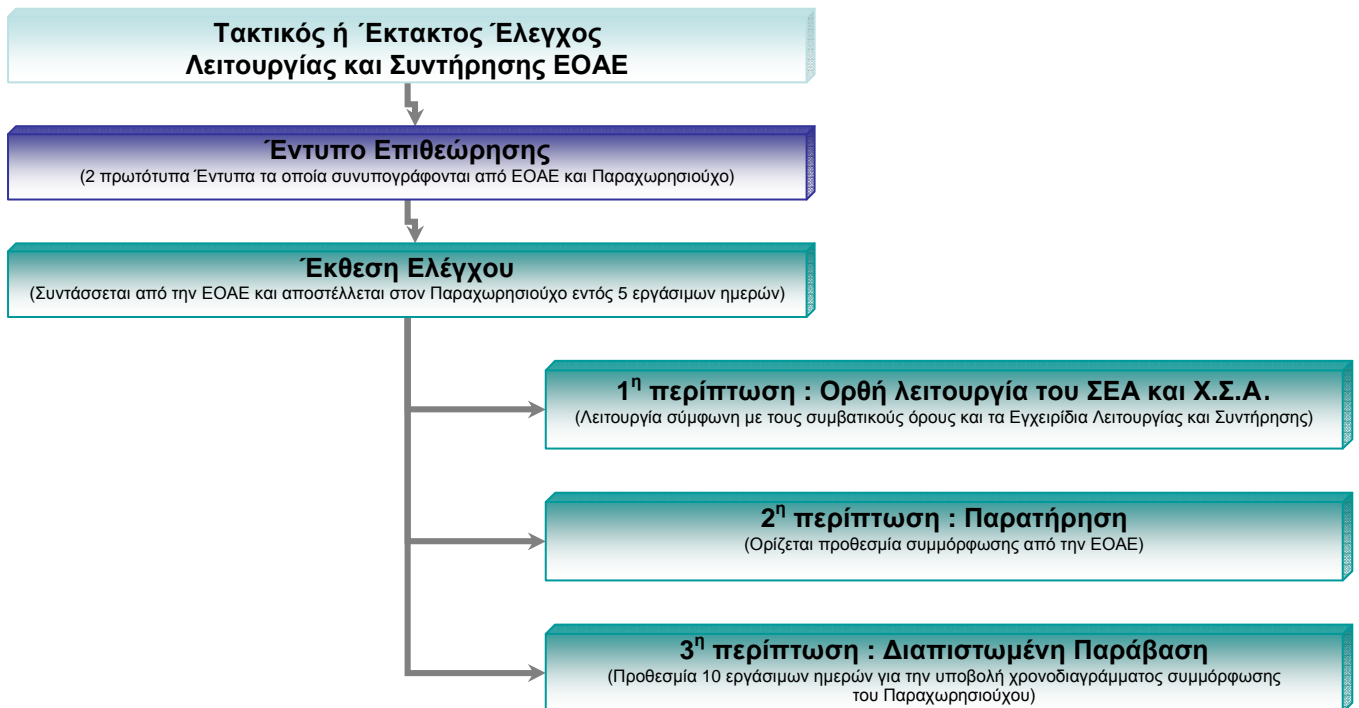 Τακτικός ή Έκτακτος Έλεγχος
Λειτουργίας και Συντήρησης ΕΟΑΕ
Έντυπο Επιθεώρησης
(2 πρωτότυπα Έντυπα τα οποία συνυπογράφονται από ΕΟΑΕ και Παραχωρησιούχο)
Έκθεση Ελέγχου
(Συντάσσεται από την ΕΟΑΕ και αποστέλλεται στον Παραχωρησιούχο εντός 5 εργάσιμων ημερών)
1η περίπτωση : Ορθή λειτουργία του ΣΕΑ και Χ.Σ.Α.
(Λειτουργία σύμφωνη με τους συμβατικούς όρους και τα Εγχειρίδια Λειτουργίας και Συντήρησης)
2η περίπτωση : Παρατήρηση
(Ορίζεται προθεσμία συμμόρφωσης από την ΕΟΑΕ)
3η περίπτωση : Διαπιστωμένη Παράβαση
(Προθεσμία 10 εργάσιμων ημερών για την υποβολή χρονοδιαγράμματος συμμόρφωσης
του Παραχωρησιούχου)